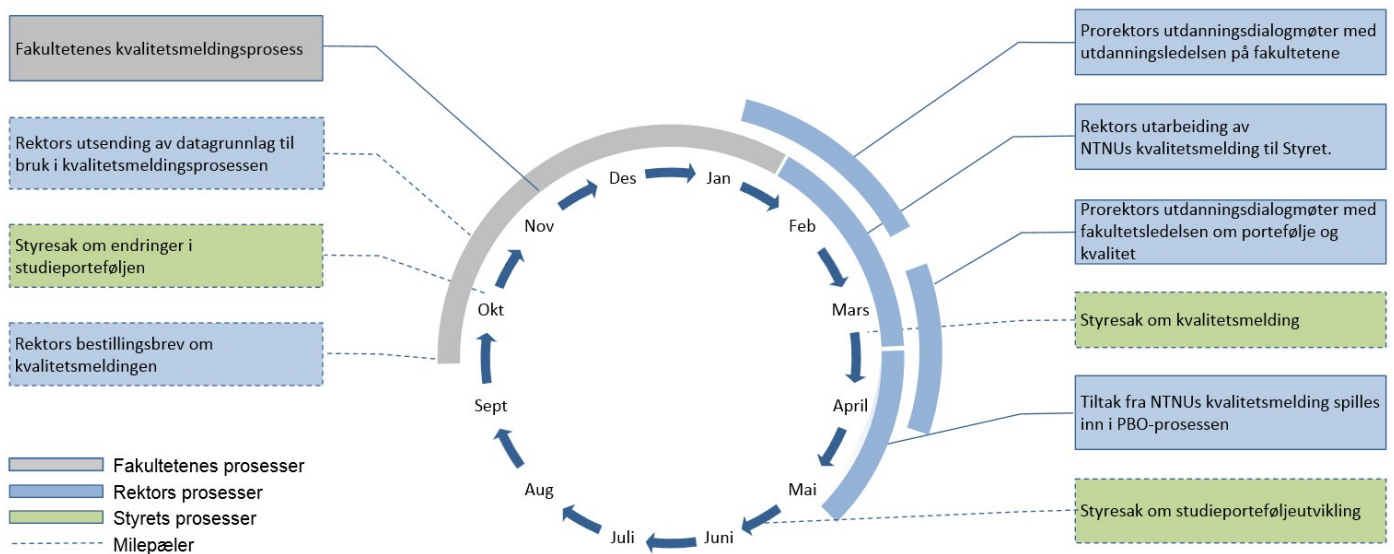 Fakultetenes kvalitetsmeldingsprosess
Rektors utsending av datagrunnlag til
bruk i kvalitetsmeldingsprosessen
Styresak om endringer i
studieporteføljen
Rektors bestillingsbrev om
kvalitetsmeldingen
Jan
Feb
Mars
April
Mai
Juni
Juli
Aug
Sept
Okt
Nov
Des
Prorektors utdanningsdialogmøter med
utdanningsledelsen på fakultetene
Rektors utarbeiding av
NTNUs kvalitetsmelding til Styret.
Prorektors utdanningsdialogmøter med
fakultetsledelsen om portefølje og
kvalitet
Styresak om kvalitetsmelding
Tiltak fra NTNUs kvalitetsmelding spilles
inn i PBO-prosessen
Styresak om studieporteføljeutvikling
Fakultetenes prosesser
Rektors prosesser
Styrets prosesser
Milepæler